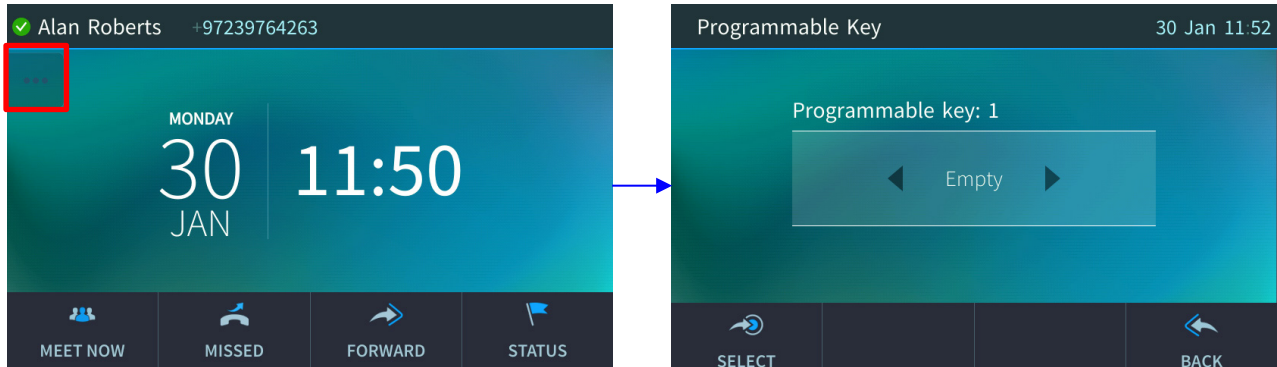 Alan Roberts +97239764263
MONDAY
30
JAN
11:50
MEET NOW MISSED FORWARD STATUS
Programmable Key 30 Jan 11:52
Programmable key: 1
Empty
SELECT BACK